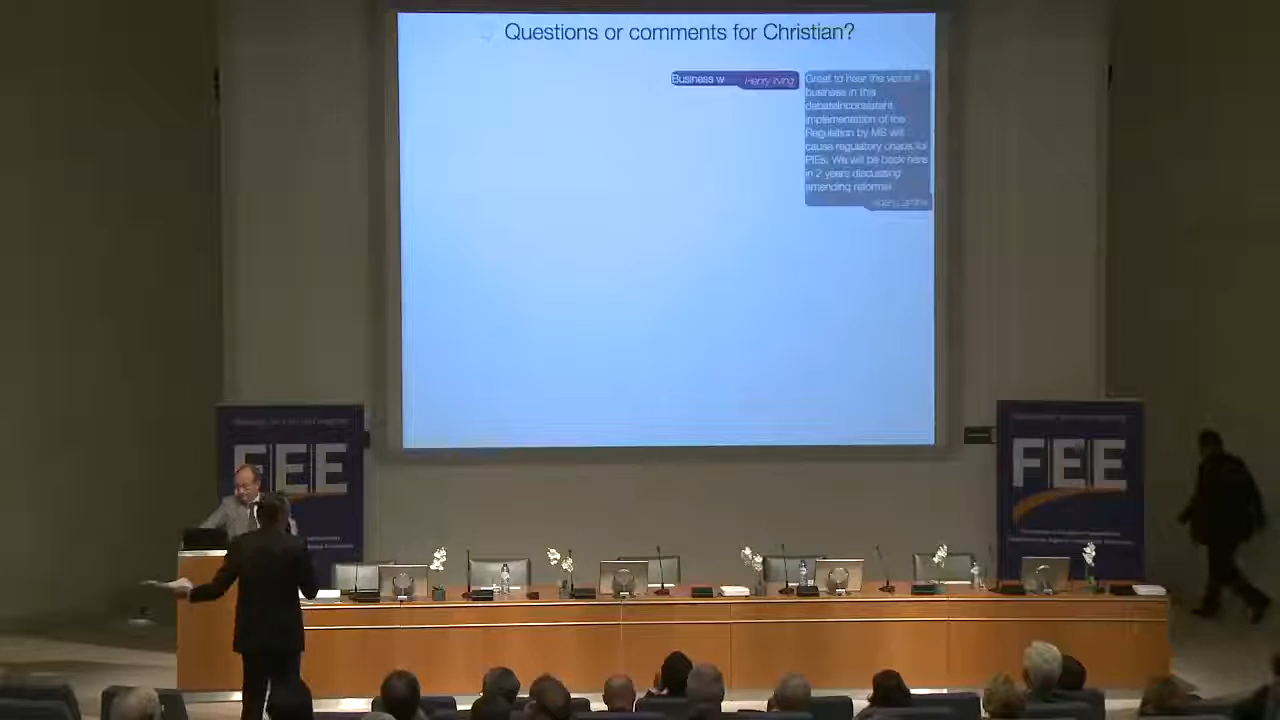 Questions or comments for Christian?
Business w
Henry Irving
Great to hear the voice
business in this
debateInconsistent
implementation of the
Regulation by MS will
cause regulatory chaos for
PIEs. We will be back here
in 2 years discussing
amending reforms!
FEE
FEE